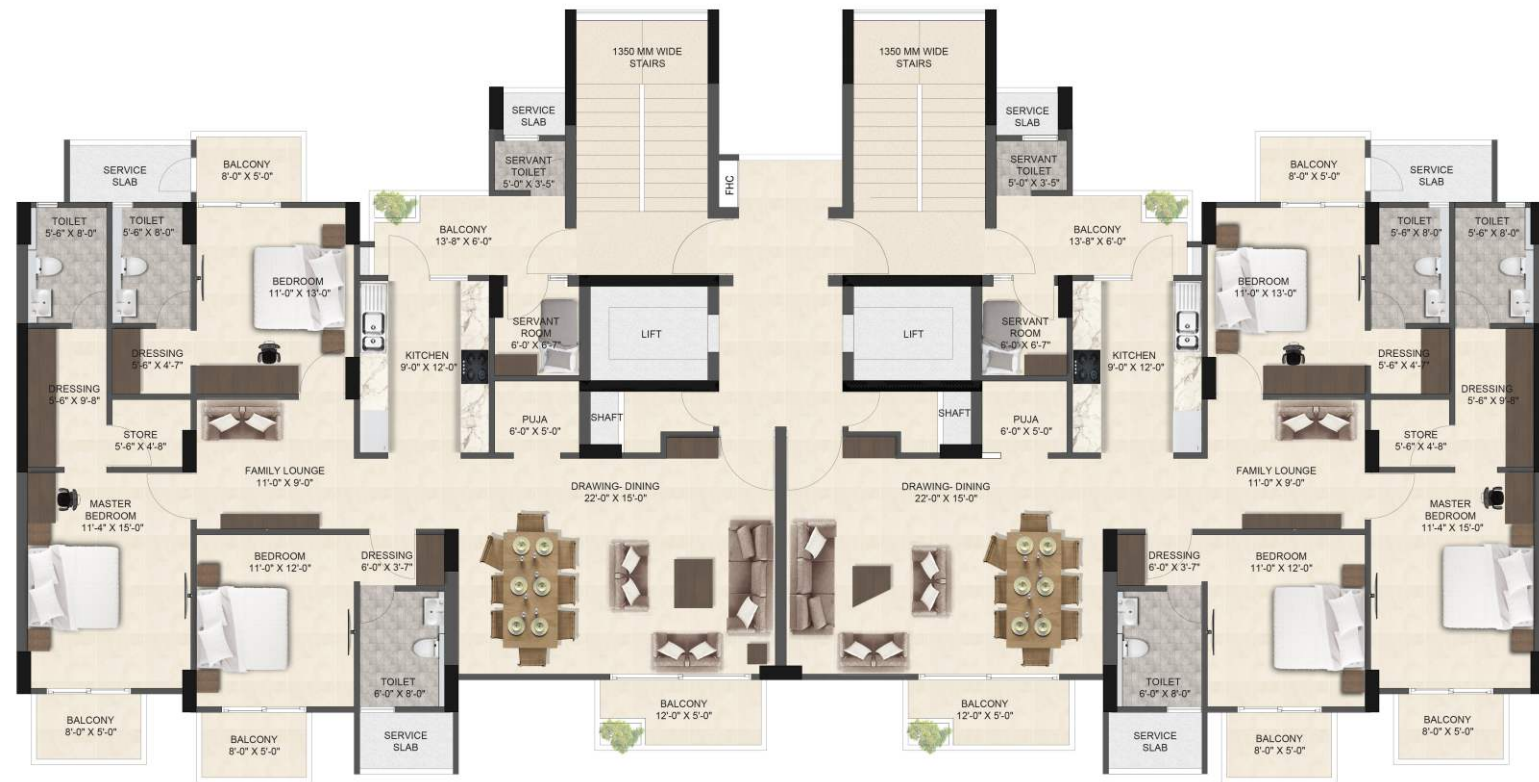 1350 MM WIDE
STAIRS
1350 MM WIDE
STAIRS
SERVICE
SLAB
SERVICE
SLAB
SERVANT
TOILET
5'-0" X 3'-5"
SERVANT
TOILET
5'-0" X 3'-5"
FHC
SERVICE
SLAB
BALCONY
8'-0" X 5'-0"
BALCONY
8'-0" X 5'-0"
SERVICE
SLAB
TOILET
5'-6" X 8'-0"
TOILET
5'-6" X 8'-0"
BALCONY
13'-8" X 6'-0"
BALCONY
13'-8" X 6'-0"
TOILET
5'-6" X 8'-0"
TOILET
5'-6" X 8'-0"
BEDROOM
11'-0" X 13'-0"
BEDROOM
11'-0" X 13'-0"
SERVANT
ROOM
6'-0' X 6'-7"
LIFT
LIFT
SERVANT
ROOM
6'-0' X 6'-7"
DRESSING
5'-6" X 4'-7"
KITCHEN
9'-0" X 12'-0"
KITCHEN
9'-0" X 12'-0"
DRESSING
5'-6" X 4'-7"
DRESSING
5'-6" X 9'-8"
DRESSING
5'-6" X 9'-8"
PUJA
6'-0" X 5'-0"
SHAFT
SHAFT
PUJA
6'-0" X 5'-0"
STORE
5'-6" X 4'-8"
STORE
5'-6" X 4'-8"
FAMILY LOUNGE
11'-0" X 9'-0"
DRAWING- DINING
22'-0" X 15'-0"
DRAWING- DINING
22'-0" X 15'-0"
FAMILY LOUNGE
11'-0" X 9'-0"
MASTER
BEDROOM
11'-4" X 15'-0"
MASTER
BEDROOM
11'-4" X 15'-0"
BEDROOM
11'-0" X 12'-0"
DRESSING
6'-0" X 3'-7"
DRESSING
6'-0" X 3'-7"
BEDROOM
11'-0" X 12'-0"
TOILET
6'-0" X 8'-0"
TOILET
6'-0" X 8'-0"
BALCONY
8'-0" X 5'-0"
BALCONY
8'-0" X 5'-0"
SERVICE
SLAB
BALCONY
12'-0" X 5'-0"
BALCONY
12'-0" X 5'-0"
SERVICE
SLAB
BALCONY
8'-0" X 5'-0"
BALCONY
8'-0" X 5'-0"